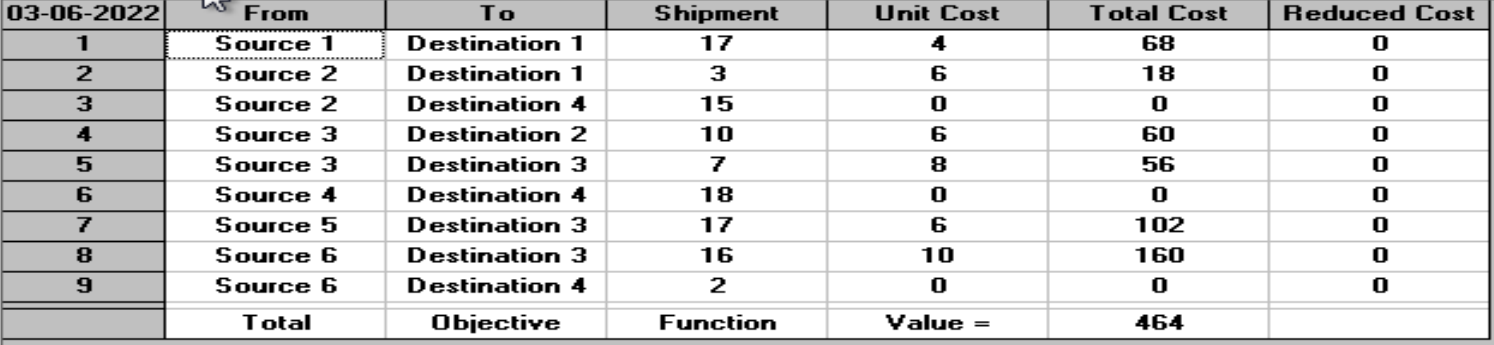 03-06-2022 From To Shipment Unit Cost Total Cost Reduced Cost
1 Source 1 Destination 1 17 4 68 0
2 Source 2 Destination 1 3 6 18 0
3 Source 2 Destination 4 15 0 0 0
4 Source 3 Destination 2 10 6 60 0
5 Source 3 Destination 3 7 8 56 0
6 Source 4 Destination 4 18 0 0 0
7 Source 5 Destination 3 17 6 102 0
8 Source 6 Destination 3 16 10 160 0
9 Source 6 Destination 4 2 0 0 0
Total Objective Function Value = 464